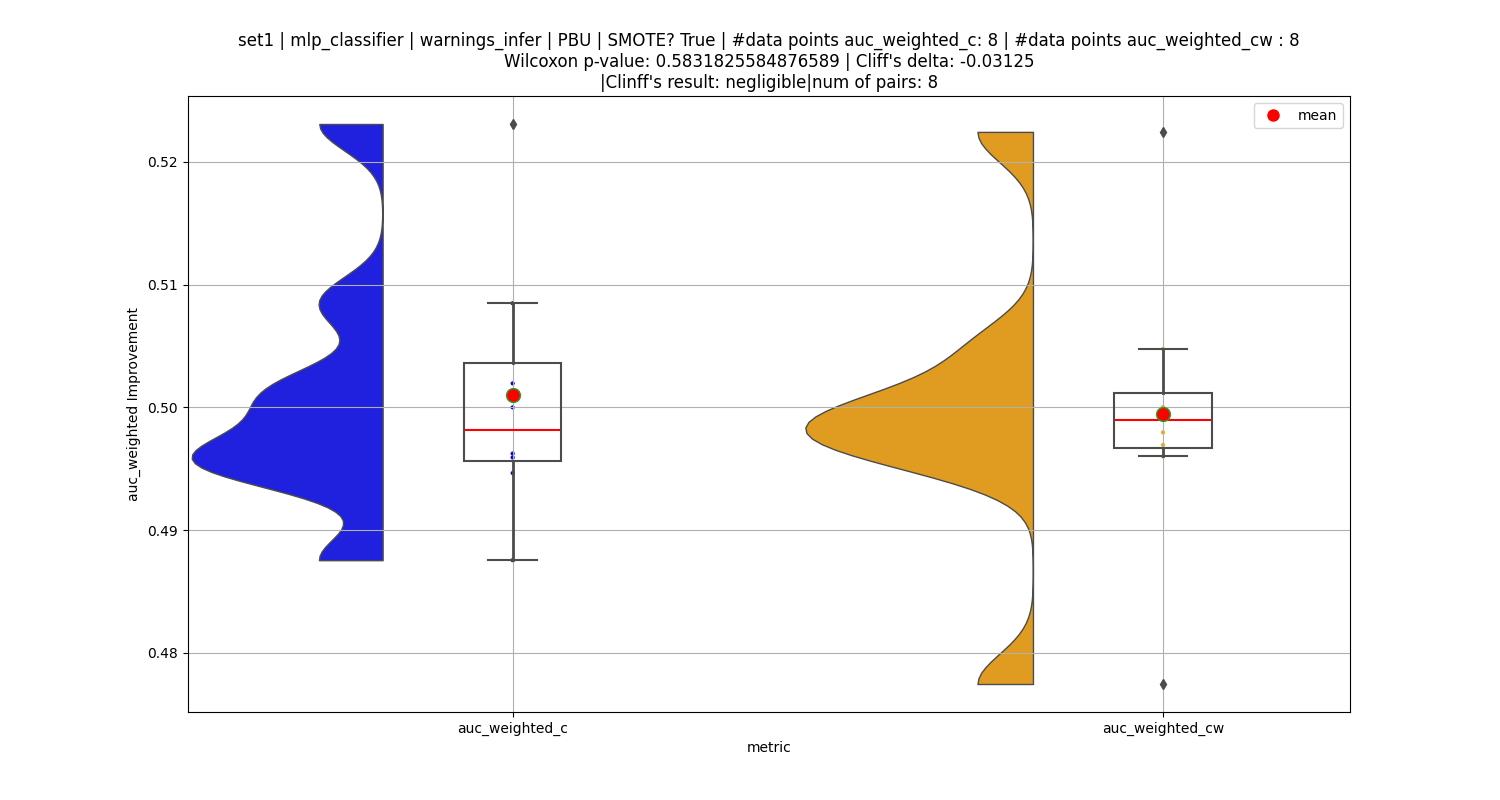 set1 | mlp_classifier | warnings_infer | PBU | SMOTE? True | #data points auc_weighted_c: 8 | #data points auc_weighted_cw : 8
Wilcoxon p-value: 0.5831825584876589 | Cliff's delta: -0.03125
|Clinff's result: negligible|num of pairs: 8
mean
0.52
0.51
0.50
0.49
0.48
auc_weighted Improvement
auc_weighted_c
auc_weighted_cw
metric